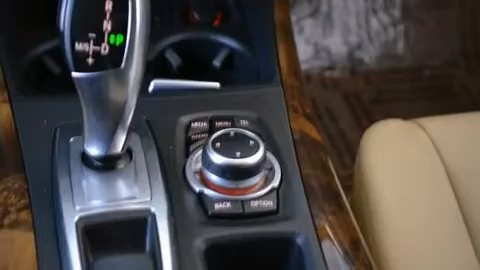 R
N
M/S D P
+
MEDIA MENU TEL
BACK OPTION